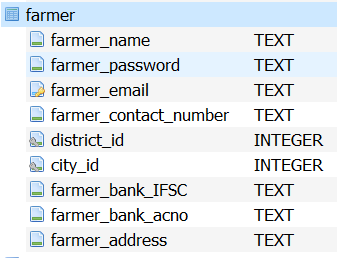 farmer
farmer_name TEXT
farmer_password TEXT
farmer_email TEXT
farmer_contact_number TEXT
district_id INTEGER
city_id INTEGER
farmer_bank_IFSC TEXT
farmer_bank_acno TEXT
farmer_address TEXT